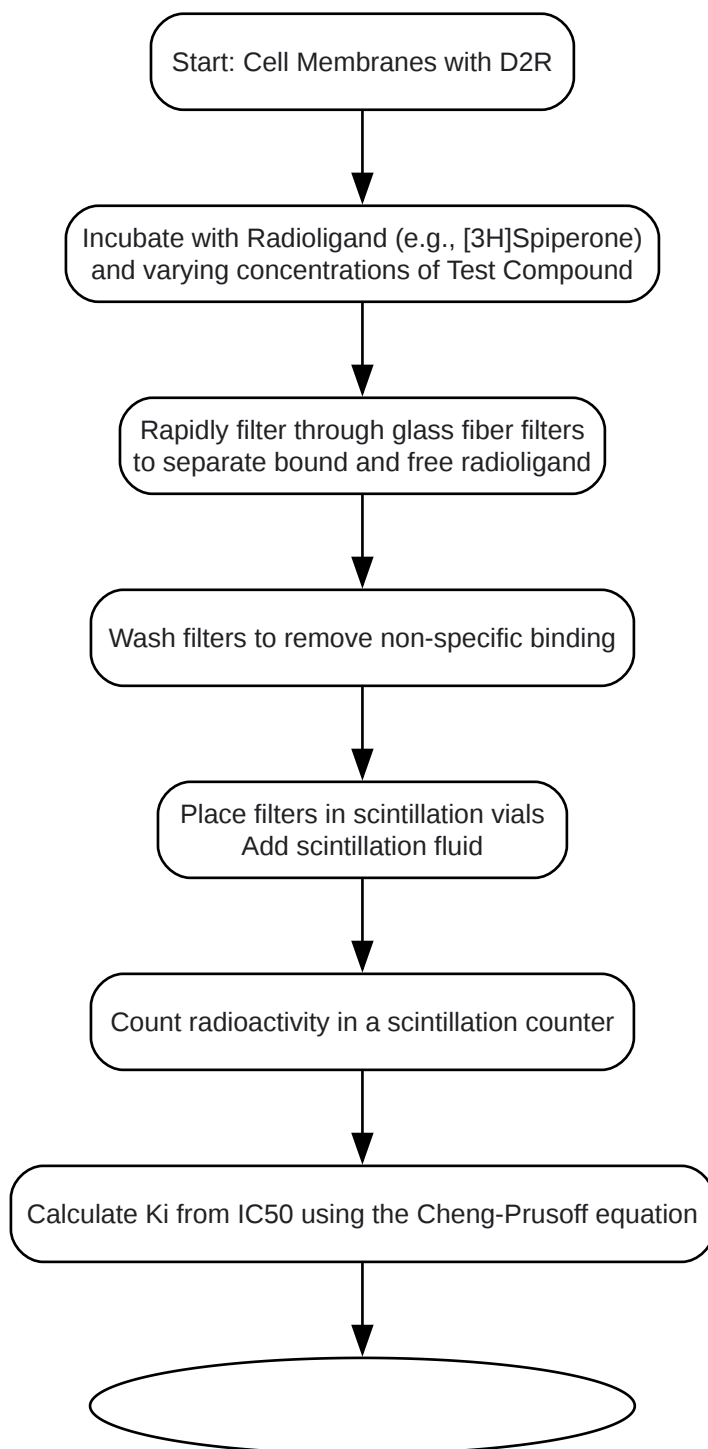 Start: Cell Membranes with D2R
Incubate with Radioligand (e.g., [3H]Spiperone)
and varying concentrations of Test Compound
Rapidly filter through glass fiber filters
to separate bound and free radioligand
Wash filters to remove non-specific binding
Place filters in scintillation vials
Add scintillation fluid
Count radioactivity in a scintillation counter
Calculate Ki from IC50 using the Cheng-Prusoff equation